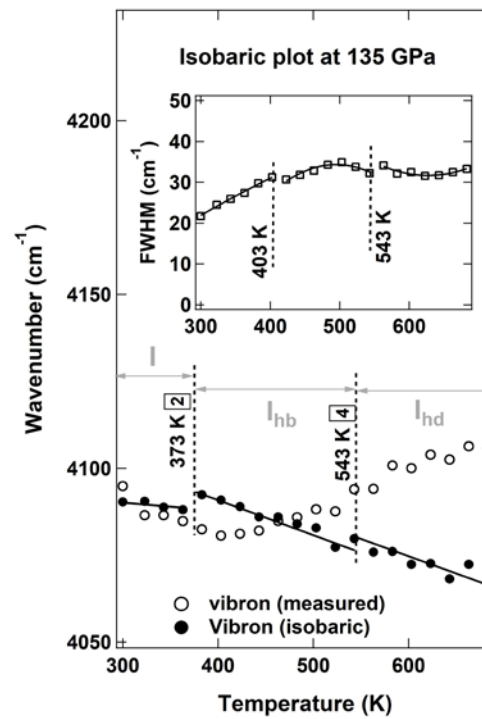 Isobaric plot at 135 GPa
Wavenumber (cm⁻¹)
4200
4150
4100
4050
FWHM (cm⁻¹)
50
40
30
20
10
0
403 K
543 K
300
400
500
600
I
I_hb
I_hd
373 K 2
543 K 4
vibron (measured)
Vibron (isobaric)
300
400
500
600
Temperature (K)